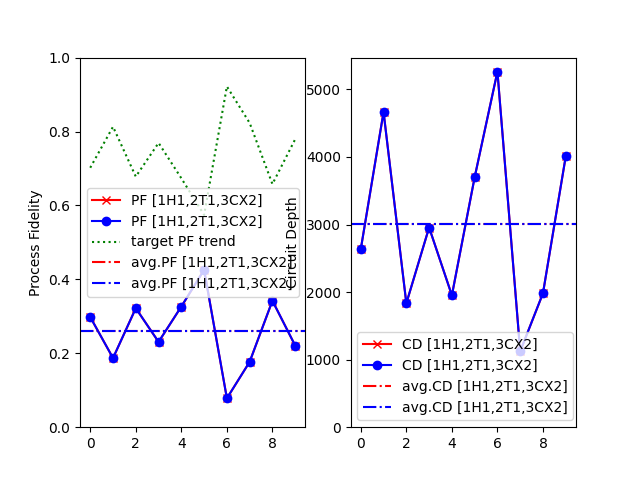 1.0
0.8
0.6
0.4
0.2
0.0
Process Fidelity
PF [1H1,2T1,3CX2]
PF [1H1,2T1,3CX2]
target PF trend
avg.PF [1H1,2T1,3CX2]
avg.PF [1H1,2T1,3CX2]
0 2 4 6 8
5000
4000
3000
2000
1000
0
Circuit Depth
CD [1H1,2T1,3CX2]
CD [1H1,2T1,3CX2]
avg.CD [1H1,2T1,3CX2]
avg.CD [1H1,2T1,3CX2]
0 2 4 6 8